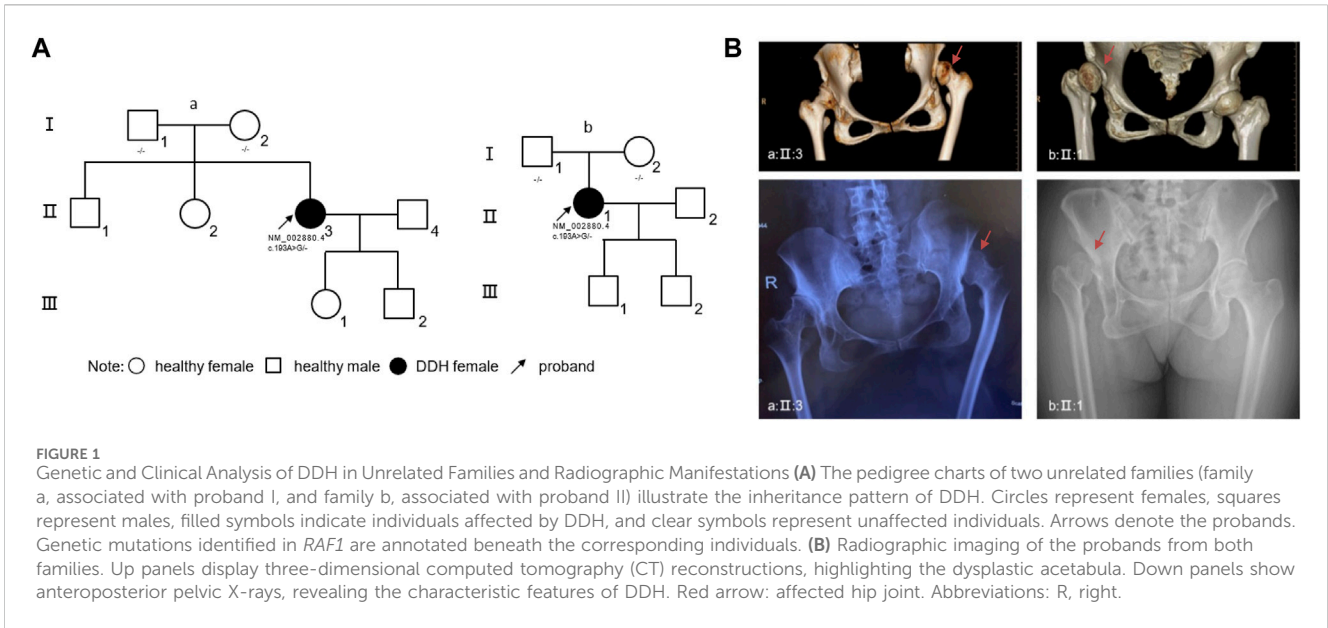 A
B
a
I
1
2
-/-
-/-
II
1
2
3
4
NM_002880.4
c.193A>G/-
III
1
2
b
I
1
2
-/-
-/-
II
1
2
NM_002880.4
c.193A>G/-
III
1
2
Note: healthy female healthy male DDH female proband
R
a:II:3
R
b:II:1
R
a:II:3
b:II:1
FIGURE 1
Genetic and Clinical Analysis of DDH in Unrelated Families and Radiographic Manifestations (A) The pedigree charts of two unrelated families (family
a, associated with proband I, and family b, associated with proband II) illustrate the inheritance pattern of DDH. Circles represent females, squares
represent males, filled symbols indicate individuals affected by DDH, and clear symbols represent unaffected individuals. Arrows denote the probands.
Genetic mutations identified in RAF1 are annotated beneath the corresponding individuals. (B) Radiographic imaging of the probands from both
families. Up panels display three-dimensional computed tomography (CT) reconstructions, highlighting the dysplastic acetabula. Down panels show
anteroposterior pelvic X-rays, revealing the characteristic features of DDH. Red arrow: affected hip joint. Abbreviations: R, right.